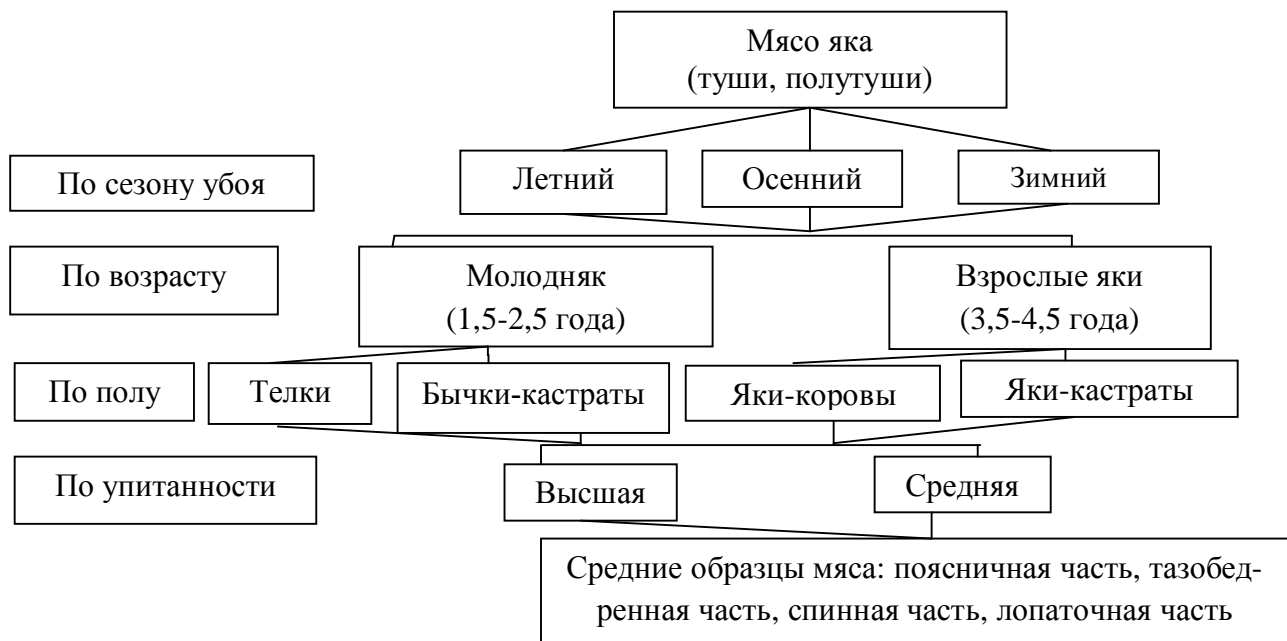 Мясо яка
(туши, полутуши)
По сезону убоя
Летний
Осенний
Зимний
По возрасту
Молодняк
(1,5-2,5 года)
Взрослые яки
(3,5-4,5 года)
По полу
Телки
Бычки-кастраты
Яки-коровы
Яки-кастраты
По упитанности
Высшая
Средняя
Средние образцы мяса: поясничная часть, тазобед-
ренная часть, спинная часть, лопаточная часть